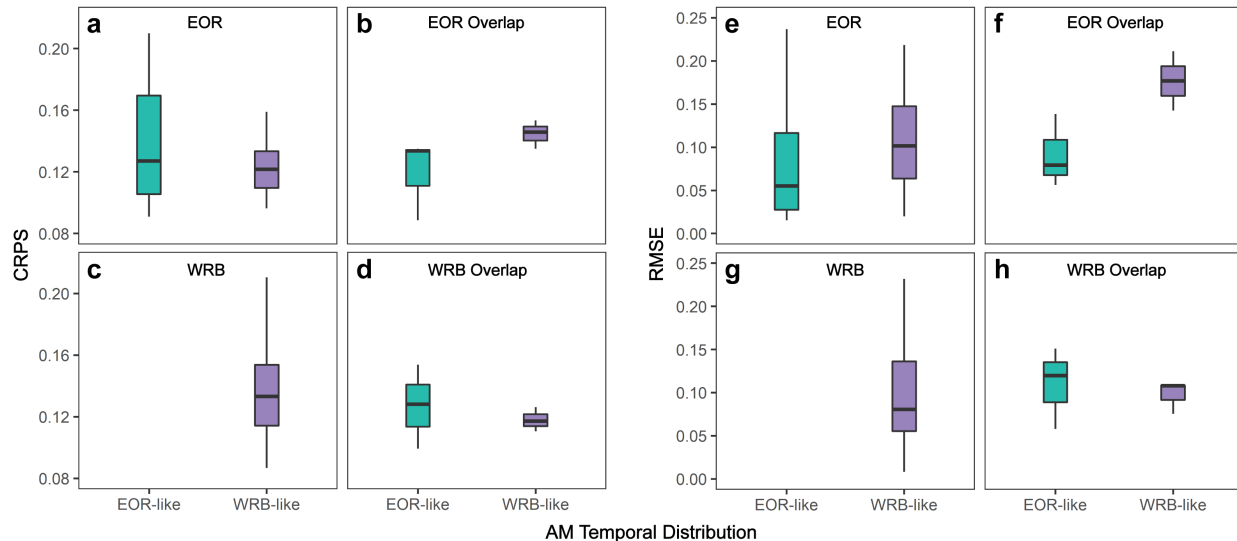 a
EOR
b
EOR Overlap
0.20
0.16
0.12
0.08
CRPS
c
WRB
d
WRB Overlap
0.20
0.16
0.12
0.08
EOR-like
WRB-like
EOR-like
WRB-like
e
EOR
f
EOR Overlap
0.25
0.20
0.15
0.10
0.05
0.00
RMSE
g
WRB
h
WRB Overlap
0.25
0.20
0.15
0.10
0.05
0.00
EOR-like
WRB-like
EOR-like
WRB-like
AM Temporal Distribution